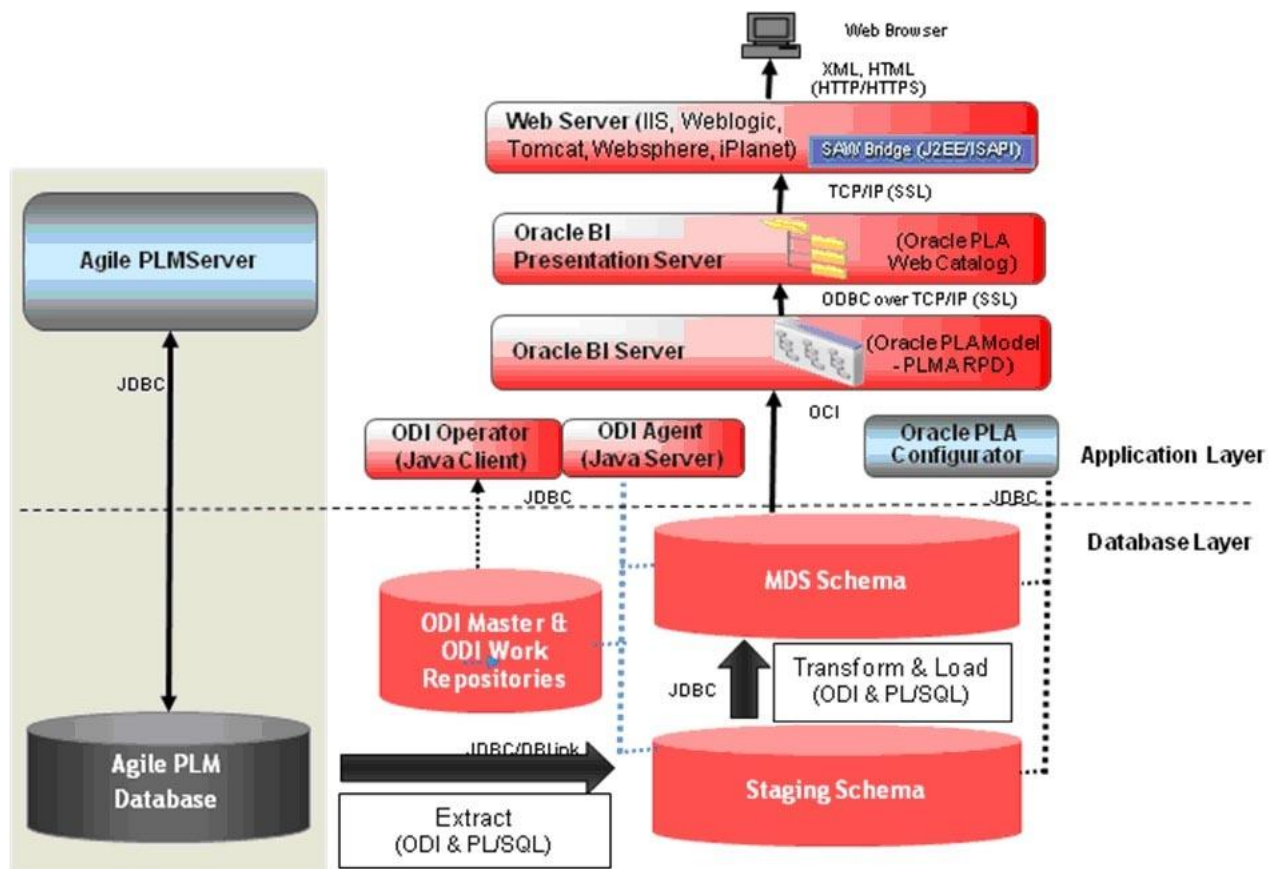 Web Browser
XML, HTML
(HTTP/HTTPS)
Web Server (IIS, Weblogic,
Tomcat, Websphere, iPlanet)
SAW Bridge (J2EE/ISAPI)
TCP/IP (SSL)
Oracle BI
Presentation Server
(Oracle PLA
Web Catalog)
ODBC over TCP/IP (SSL)
Oracle BI Server
(Oracle PLAModel
- PLMA RPD)
OCI
Agile PLMServer
JDBC
ODI Operator
(Java Client)
ODI Agent
(Java Server)
Oracle PLA
Configurator
Application Layer
JDBC
JDBC
Database Layer
MDS Schema
ODI Master &
ODI Work
Repositories
JDBC
Transform & Load
(ODI & PL/SQL)
JDBC/DBLink
Agile PLM
Database
Staging Schema
Extract
(ODI & PL/SQL)